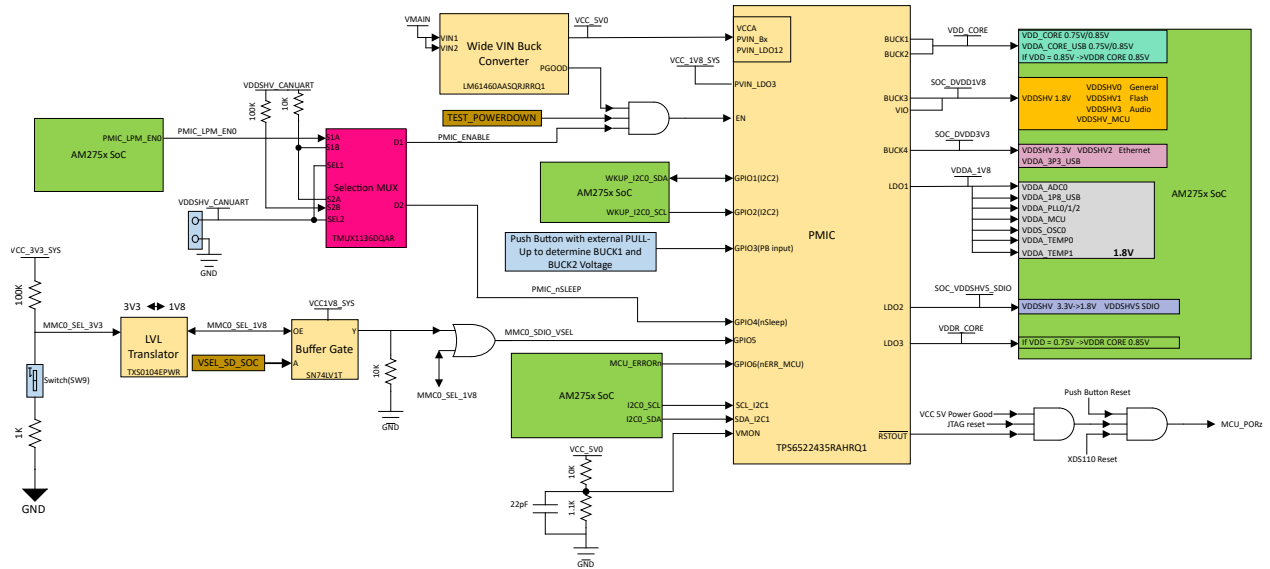 VMAIN
VIN1
VIN2
Wide VIN Buck
Converter
PGOOD
LM61460AASQRJRRQ1
VCC_5V0
VCC_1V8_SYS
VCCA
PVIN_Bx
PVIN_LDO12
PVIN_LDO3
EN
GPIO1(I2C2)
GPIO2(I2C2)
GPIO3(PB input)
GPIO4(nSleep)
GPIO5
GPIO6(nERR_MCU)
SCL_I2C1
SDA_I2C1
VMON
PMIC
TPS6522435RAHRQ1
BUCK1
BUCK2
BUCK3
VIO
BUCK4
LDO1
LDO2
LDO3
RSTOUT
VDD_CORE
SOC_DVDD1V8
SOC_DVDD3V3
VDDA_1V8
SOC_VDDSHV5_SDIO
VDDR_CORE
VDD_CORE 0.75V/0.85V
VDDA_CORE_USB 0.75V/0.85V
If VDD = 0.85V ->VDDR CORE 0.85V
VDDSHV 1.8V
VDDSHV0 General
VDDSHV1 Flash
VDDSHV3 Audio
VDDSHV_MCU
VDDSHV 3.3V VDDSHV2 Ethernet
VDDA_3P3_USB
AM275x SoC
VDDA_ADC0
VDDA_1P8_USB
VDDA_PLL0/1/2
VDDA_MCU
VDDS_OSC0
VDDA_TEMP0
VDDA_TEMP1
1.8V
VDDSHV 3.3V->1.8V VDDSHV5 SDIO
If VDD = 0.75V ->VDDR CORE 0.85V
TEST_POWERDOWN
PMIC_ENABLE
VDDSHV_CANUART
100K
10K
PMIC_LPM_EN0
AM275x SoC
PMIC_LPM_EN0
S1A
S1B
SEL1
S2A
S2B
SEL2
D1
D2
Selection MUX
TMUX1136DQAR
VDDSHV_CANUART
GND
WKUP_I2C0_SDA
AM275x SoC
WKUP_I2C0_SCL
Push Button with external PULL-
Up to determine BUCK1 and
BUCK2 Voltage
PMIC_nSLEEP
VCC_3V3_SYS
100K
MMC0_SEL_3V3
Switch(SW9)
1K
GND
3V3
1V8
LVL
Translator
TXS0104EPWR
MMC0_SEL_1V8
VSEL_SD_SOC
VCC1V8_SYS
OE
Y
Buffer Gate
A
SN74LV1T
10K
GND
MMC0_SEL_1V8
MMC0_SDIO_VSEL
MCU_ERRORn
AM275x SoC
I2C0_SCL
I2C0_SDA
VCC_5V0
10K
22pF
1.1K
GND
VCC 5V Power Good
JTAG reset
Push Button Reset
XDS110 Reset
MCU_PORz